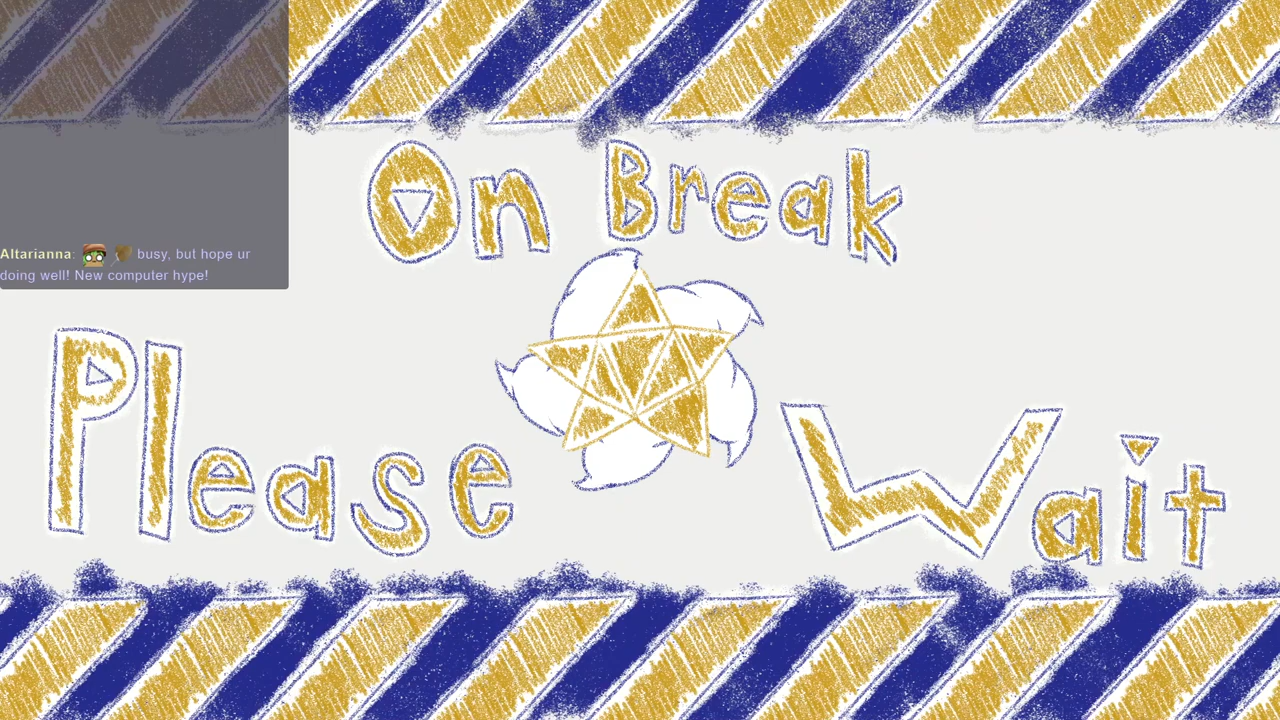 On Break
Altarianna: busy, but hope ur
doing well! New computer hype!
Please Wait